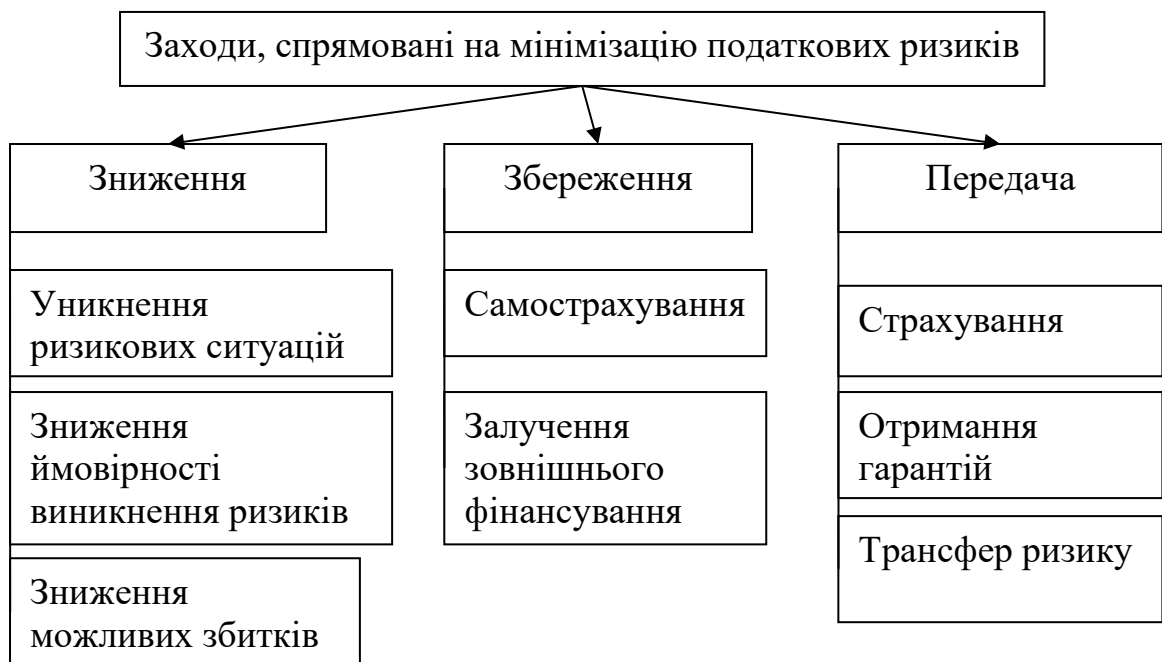 Заходи, спрямовані на мінімізацію податкових ризиків
Зниження
Збереження
Передача
Уникнення
ризикових ситуацій
Самострахування
Страхування
Зниження
ймовірності
виникнення ризиків
Залучення
зовнішнього
фінансування
Отримання
гарантій
Трансфер ризику
Зниження
можливих збитків